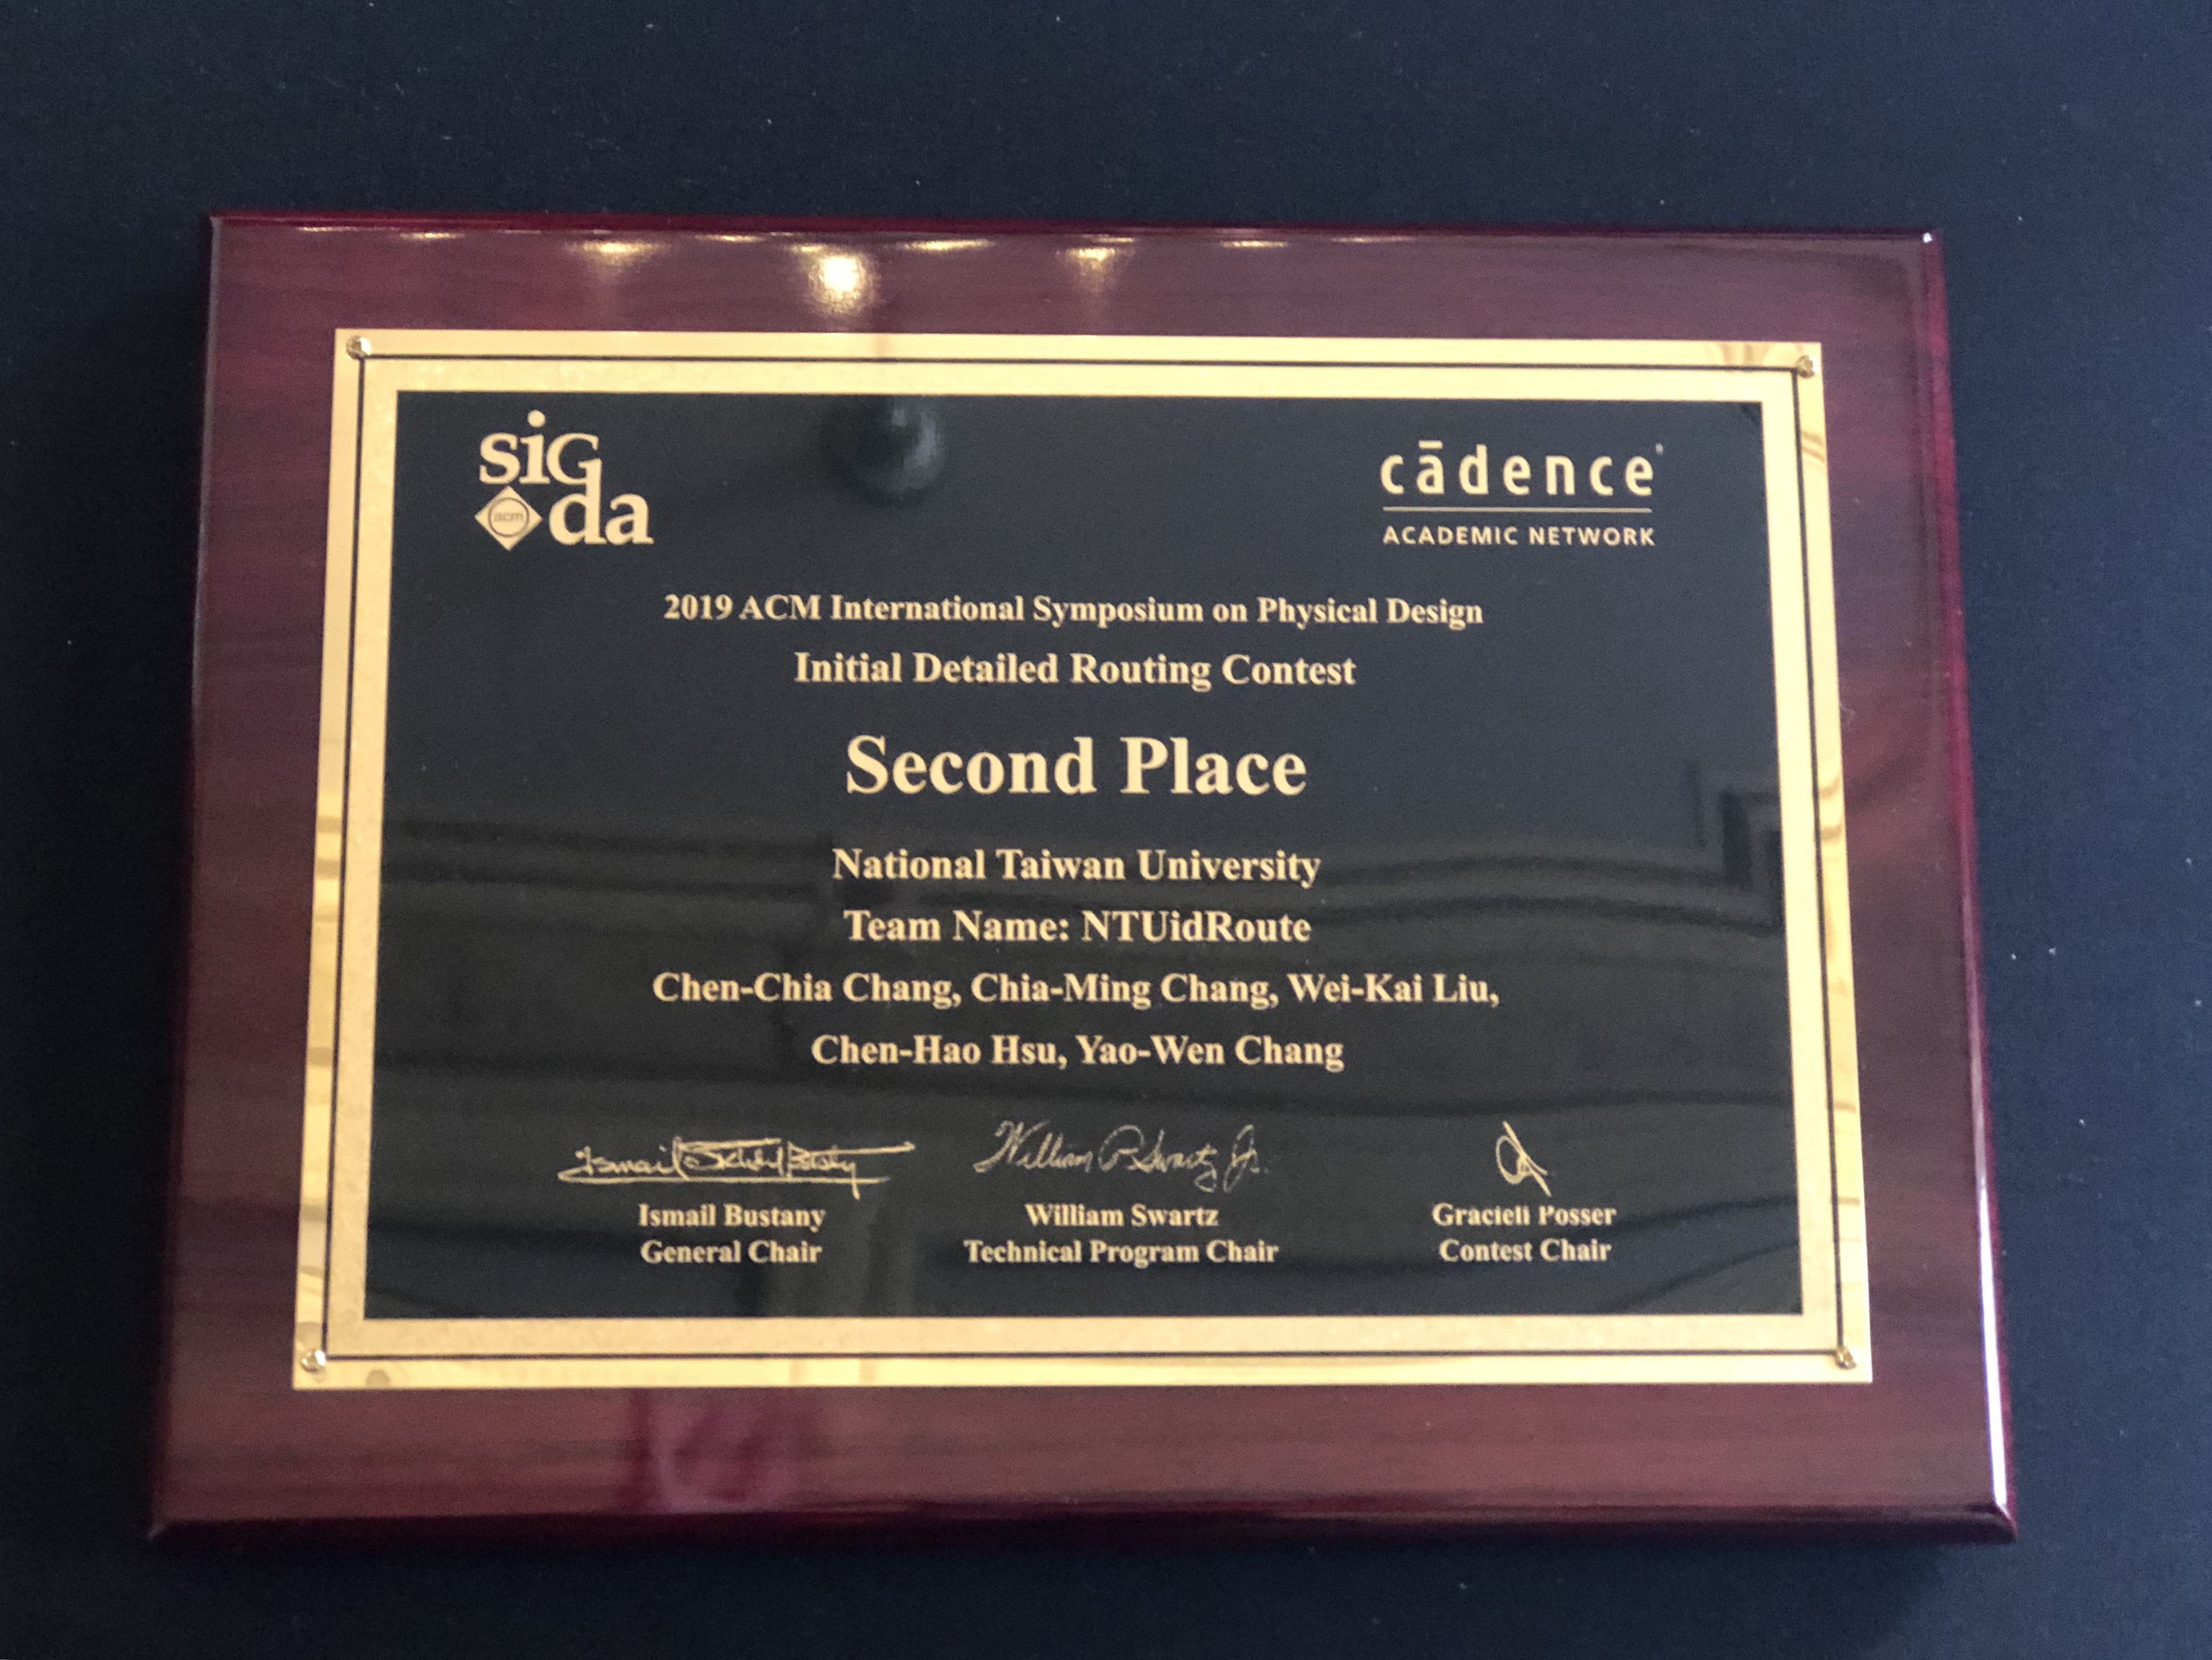 siG
acm da
cādence
ACADEMIC NETWORK
2019 ACM International Symposium on Physical Design
Initial Detailed Routing Contest
Second Place
National Taiwan University
Team Name: NTUidRoute
Chen-Chia Chang, Chia-Ming Chang, Wei-Kai Liu,
Chen-Hao Hsu, Yao-Wen Chang
William P Swartz Jr.
Ismail Bustany
General Chair
William Swartz
Technical Program Chair
Gracieli Posser
Contest Chair